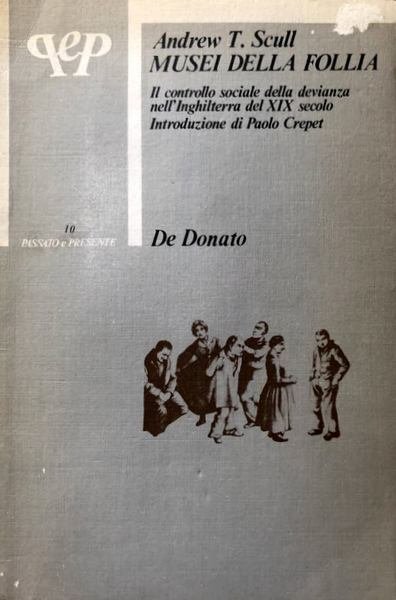 pep
Andrew T. Scull
MUSEI DELLA FOLLIA
Il controllo sociale della devianza
nell'Inghilterra del XIX secolo
Introduzione di Paolo Crepet
10
PASSATO e PRESENTE
De Donato